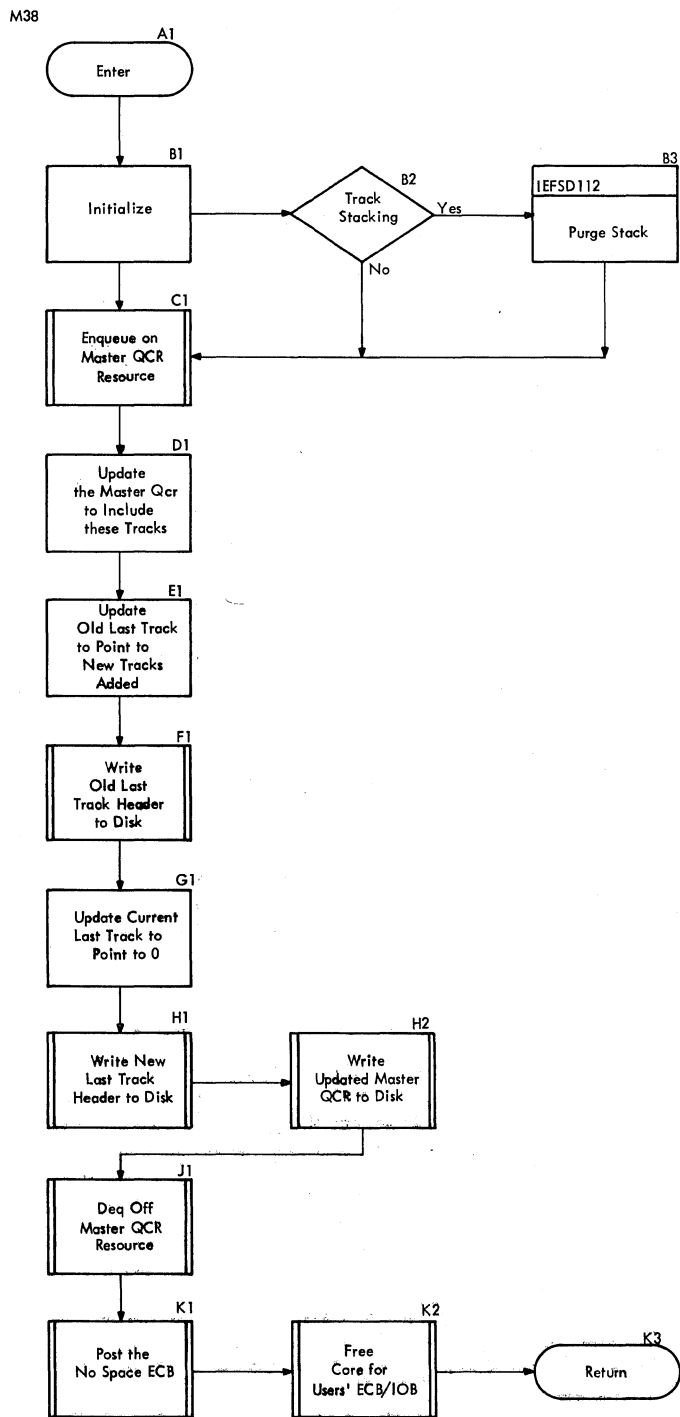 M38
A1
Enter
B1
Initialize
B2
Track
Stacking
Yes
No
B3
IEFSD112
Purge Stack
C1
Enqueue on
Master QCR
Resource
D1
Update
the Master Qcr
to Include
these Tracks
E1
Update
Old Last Track
to Point to
New Tracks
Added
F1
Write
Old Last
Track Header
to Disk
G1
Update Current
Last Track to
Point to 0
H1
Write New
Last Track
Header to Disk
H2
Write
Updated Master
QCR to Disk
J1
Deq Off
Master QCR
Resource
K1
Post the
No Space ECB
K2
Free
Core for
Users' ECB/IOB
K3
Return